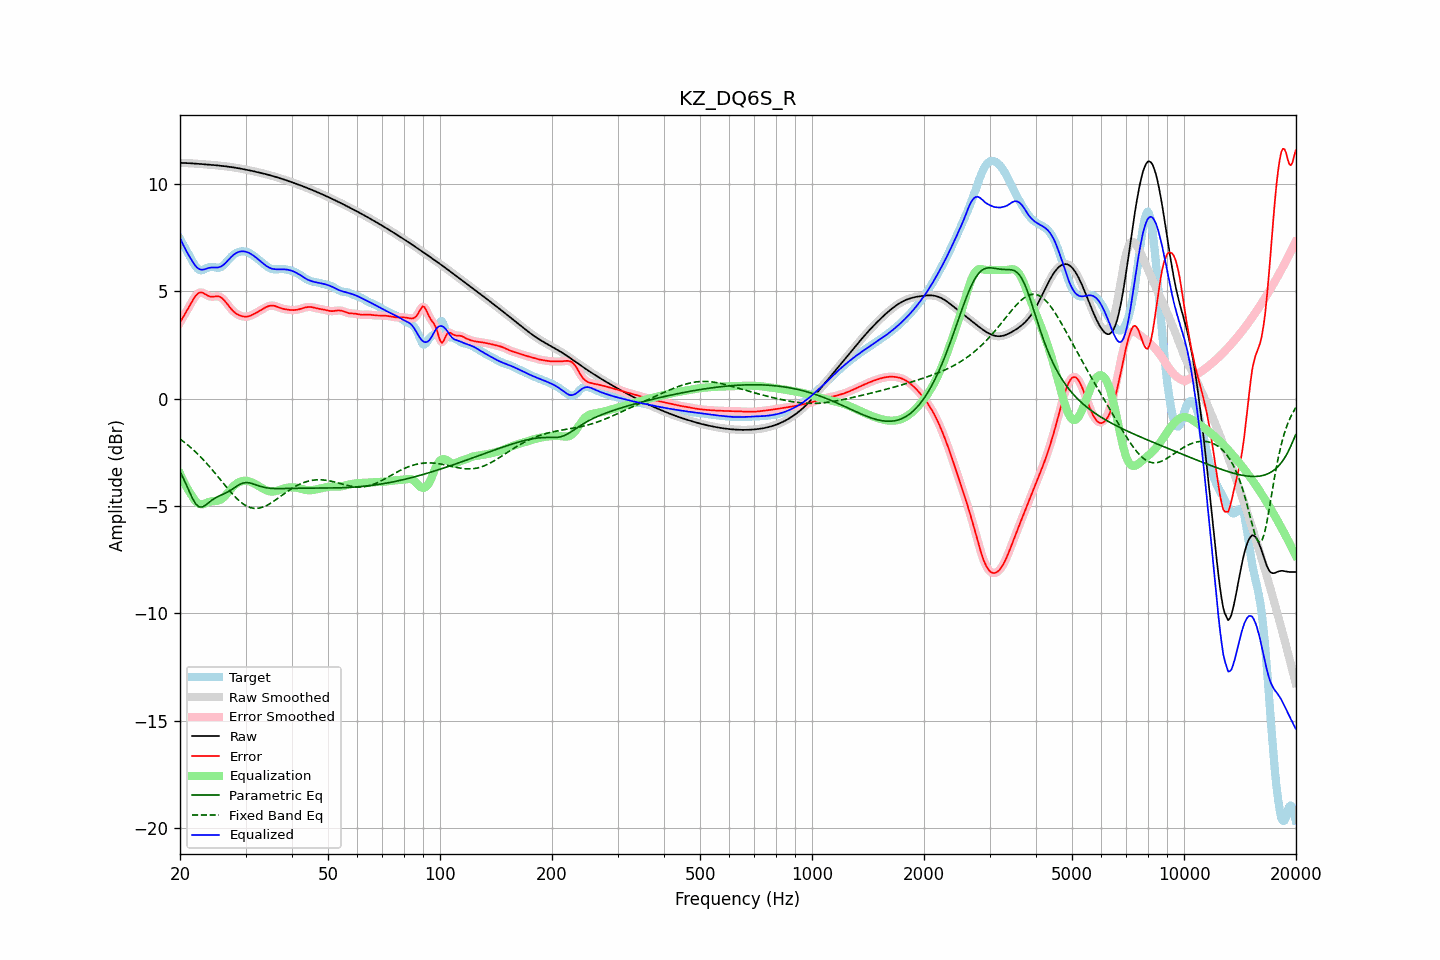 KZ_DQ6S_R
Amplitude (dBr)
10
5
0
−5
−10
−15
−20
Target
Raw Smoothed
Error Smoothed
Raw
Error
Equalization
Parametric Eq
Fixed Band Eq
Equalized
20 50 100 200 500 1000 2000 5000 10000 20000
Frequency (Hz)